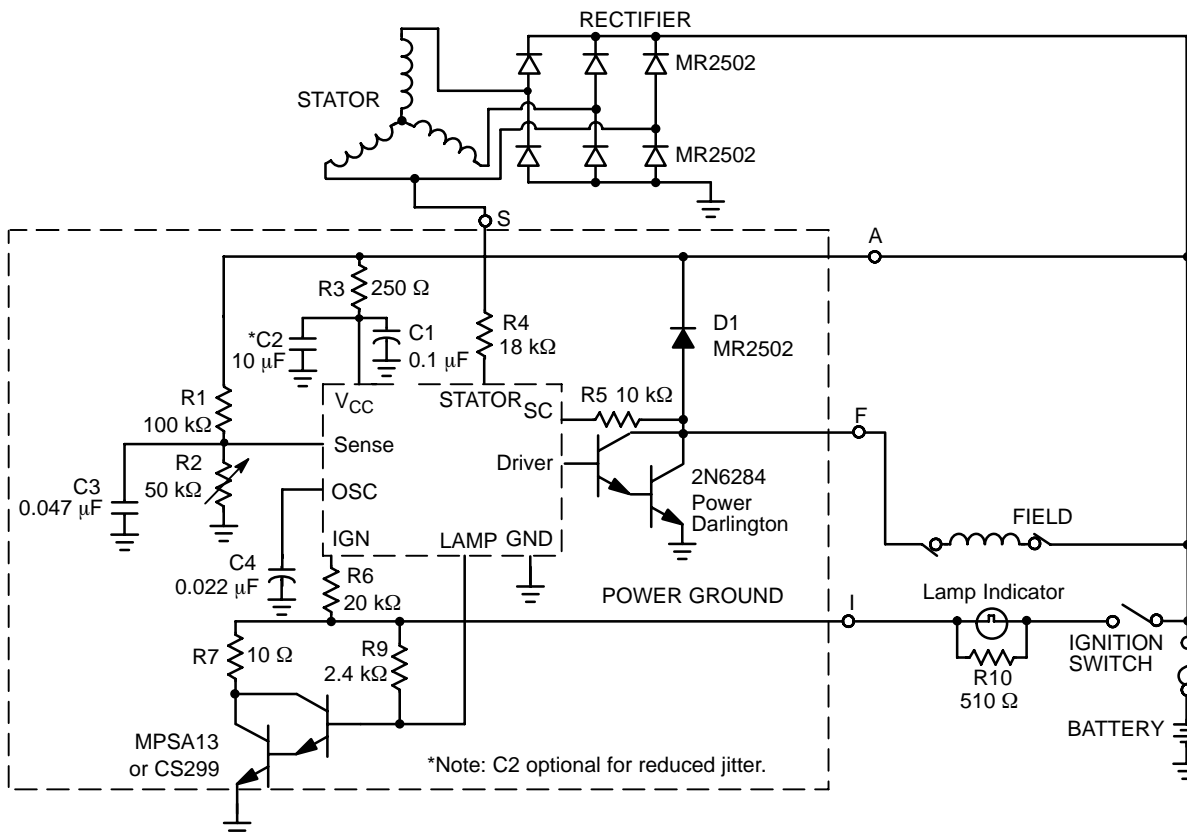 RECTIFIER
MR2502
STATOR
MR2502
S
A
R3
250 Ω
*C2
10 μF
C1
0.1 μF
R4
18 kΩ
D1
MR2502
R1
100 kΩ
VCC
STATOR
SC
R5 10 kΩ
F
Sense
Driver
R2
50 kΩ
C3
0.047 μF
OSC
2N6284
Power
Darlington
FIELD
IGN
LAMP
GND
C4
0.022 μF
R6
20 kΩ
POWER GROUND
I
Lamp Indicator
R7
10 Ω
R9
2.4 kΩ
R10
510 Ω
IGNITION
SWITCH
BATTERY
MPSA13
or CS299
*Note: C2 optional for reduced jitter.